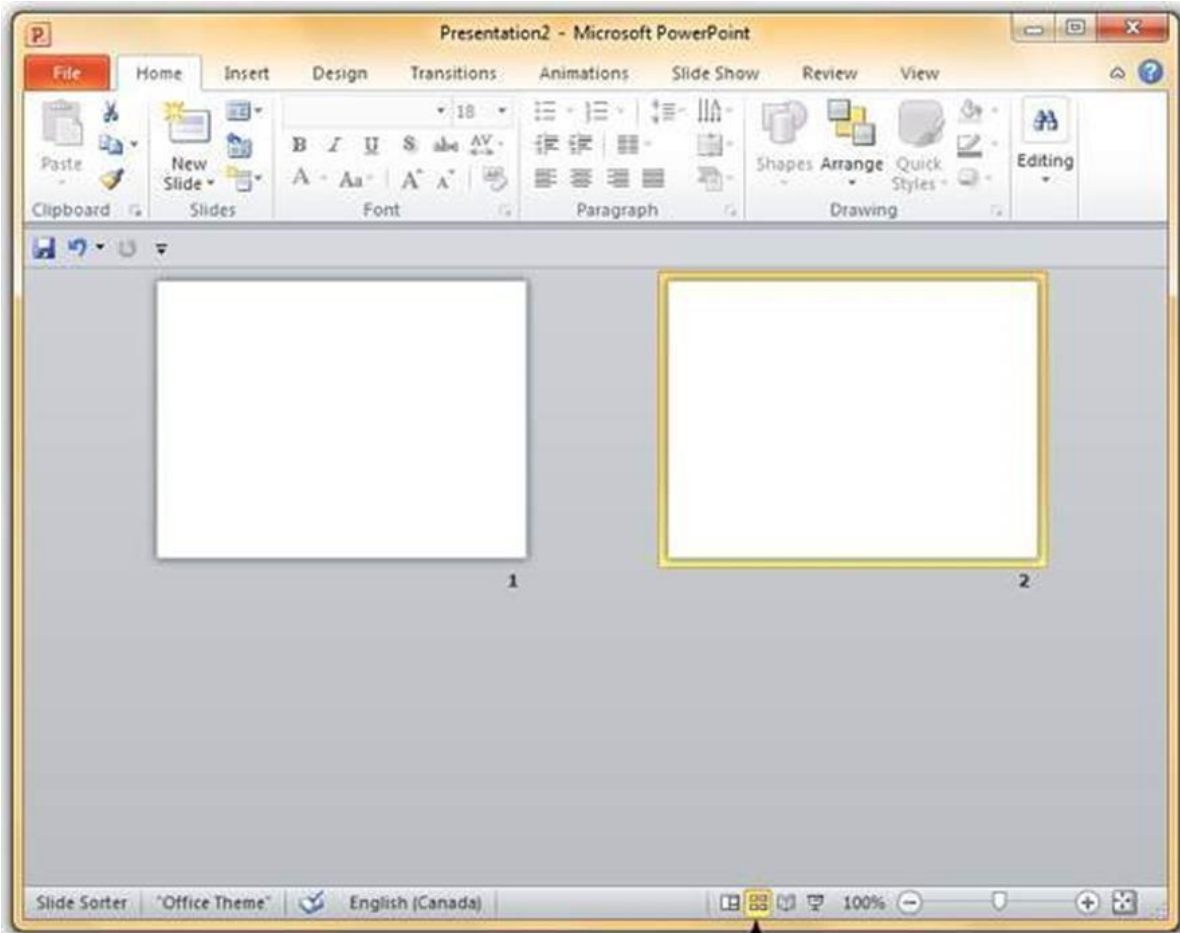 Presentation2 - Microsoft PowerPoint
File Home Insert Design Transitions Animations Slide Show Review View
18
B I U S abc AV
A Aa A A
Paste
New
Slide
Shapes Arrange Quick
Styles
Editing
Clipboard Slides Font Paragraph Drawing
1 2
Slide Sorter "Office Theme" English (Canada) 100%